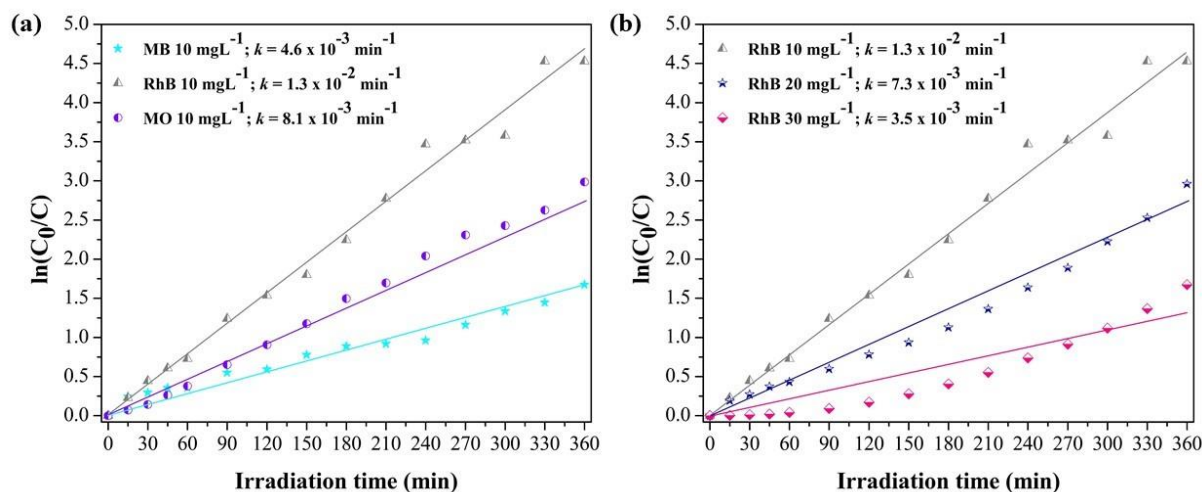 (a)
MB 10 mgL⁻¹; k = 4.6 x 10⁻³ min⁻¹
RhB 10 mgL⁻¹; k = 1.3 x 10⁻² min⁻¹
MO 10 mgL⁻¹; k = 8.1 x 10⁻³ min⁻¹
ln(C₀/C)
5.0
4.5
4.0
3.5
3.0
2.5
2.0
1.5
1.0
0.5
0.0
0 30 60 90 120 150 180 210 240 270 300 330 360
Irradiation time (min)
(b)
RhB 10 mgL⁻¹; k = 1.3 x 10⁻² min⁻¹
RhB 20 mgL⁻¹; k = 7.3 x 10⁻³ min⁻¹
RhB 30 mgL⁻¹; k = 3.5 x 10⁻³ min⁻¹
ln(C₀/C)
5.0
4.5
4.0
3.5
3.0
2.5
2.0
1.5
1.0
0.5
0.0
0 30 60 90 120 150 180 210 240 270 300 330 360
Irradiation time (min)